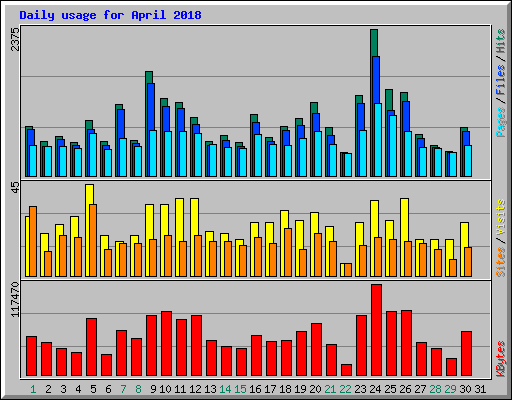 Daily usage for April 2018
2375
Pages / Files / Hits
45
Sites / Visits
117470
KBytes
1 2 3 4 5 6 7 8 9 10 11 12 13 14 15 16 17 18 19 20 21 22 23 24 25 26 27 28 29 30 31